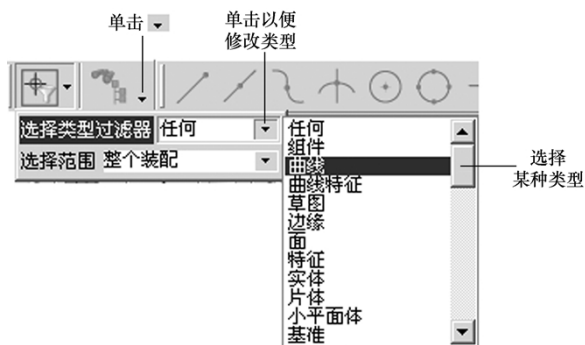 单击
单击以便
修改类型
选择类型过滤器 任何
选择范围 整个装配
任何
组件
曲线
曲线特征
草图
边缘
面
特征
实体
片体
小平面体
基准
选择
某种类型